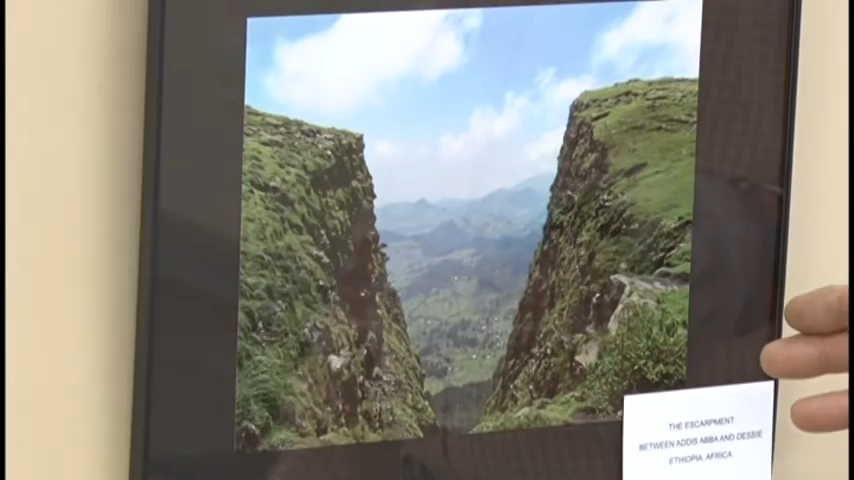 THE ESCARPMENT
BETWEEN ADDIS ABBA AND DESSIE
ETHIOPIA, AFRICA